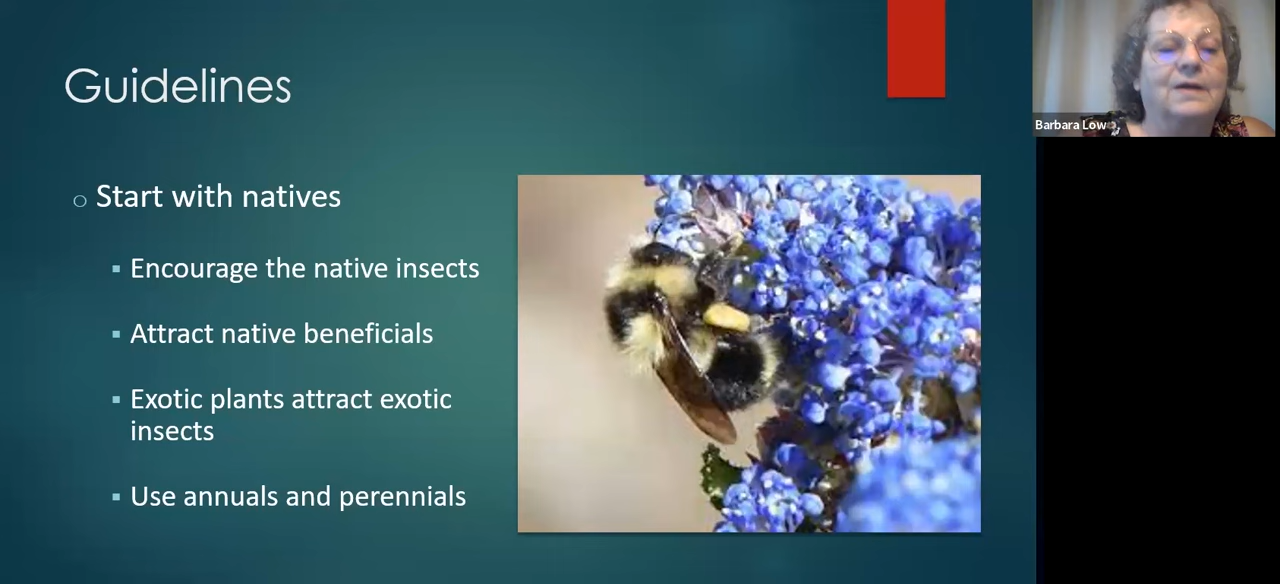 Guidelines
Start with natives
Encourage the native insects
Attract native beneficials
Exotic plants attract exotic
insects
Use annuals and perennials
Barbara Low